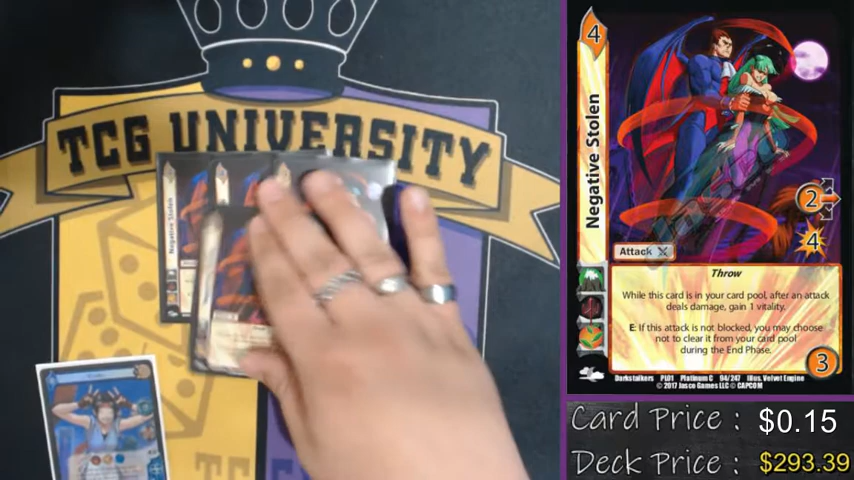 TCG UNIVERSITY
Negative Stolen
4
Negative Stolen
2
4
Attack
Throw
While this card is in your card pool, after an attack
deals damage, gain 1 vitality.
E: If this attack is not blocked, you may choose
not to clear it from your card pool
during the End Phase.
3
Darkstalkers PL01 Platinum C 94/247 Illus. Velvet Engine
© 2017 Jasco Games LLC © CAPCOM
Card Price : $0.15
Deck Price : $293.39